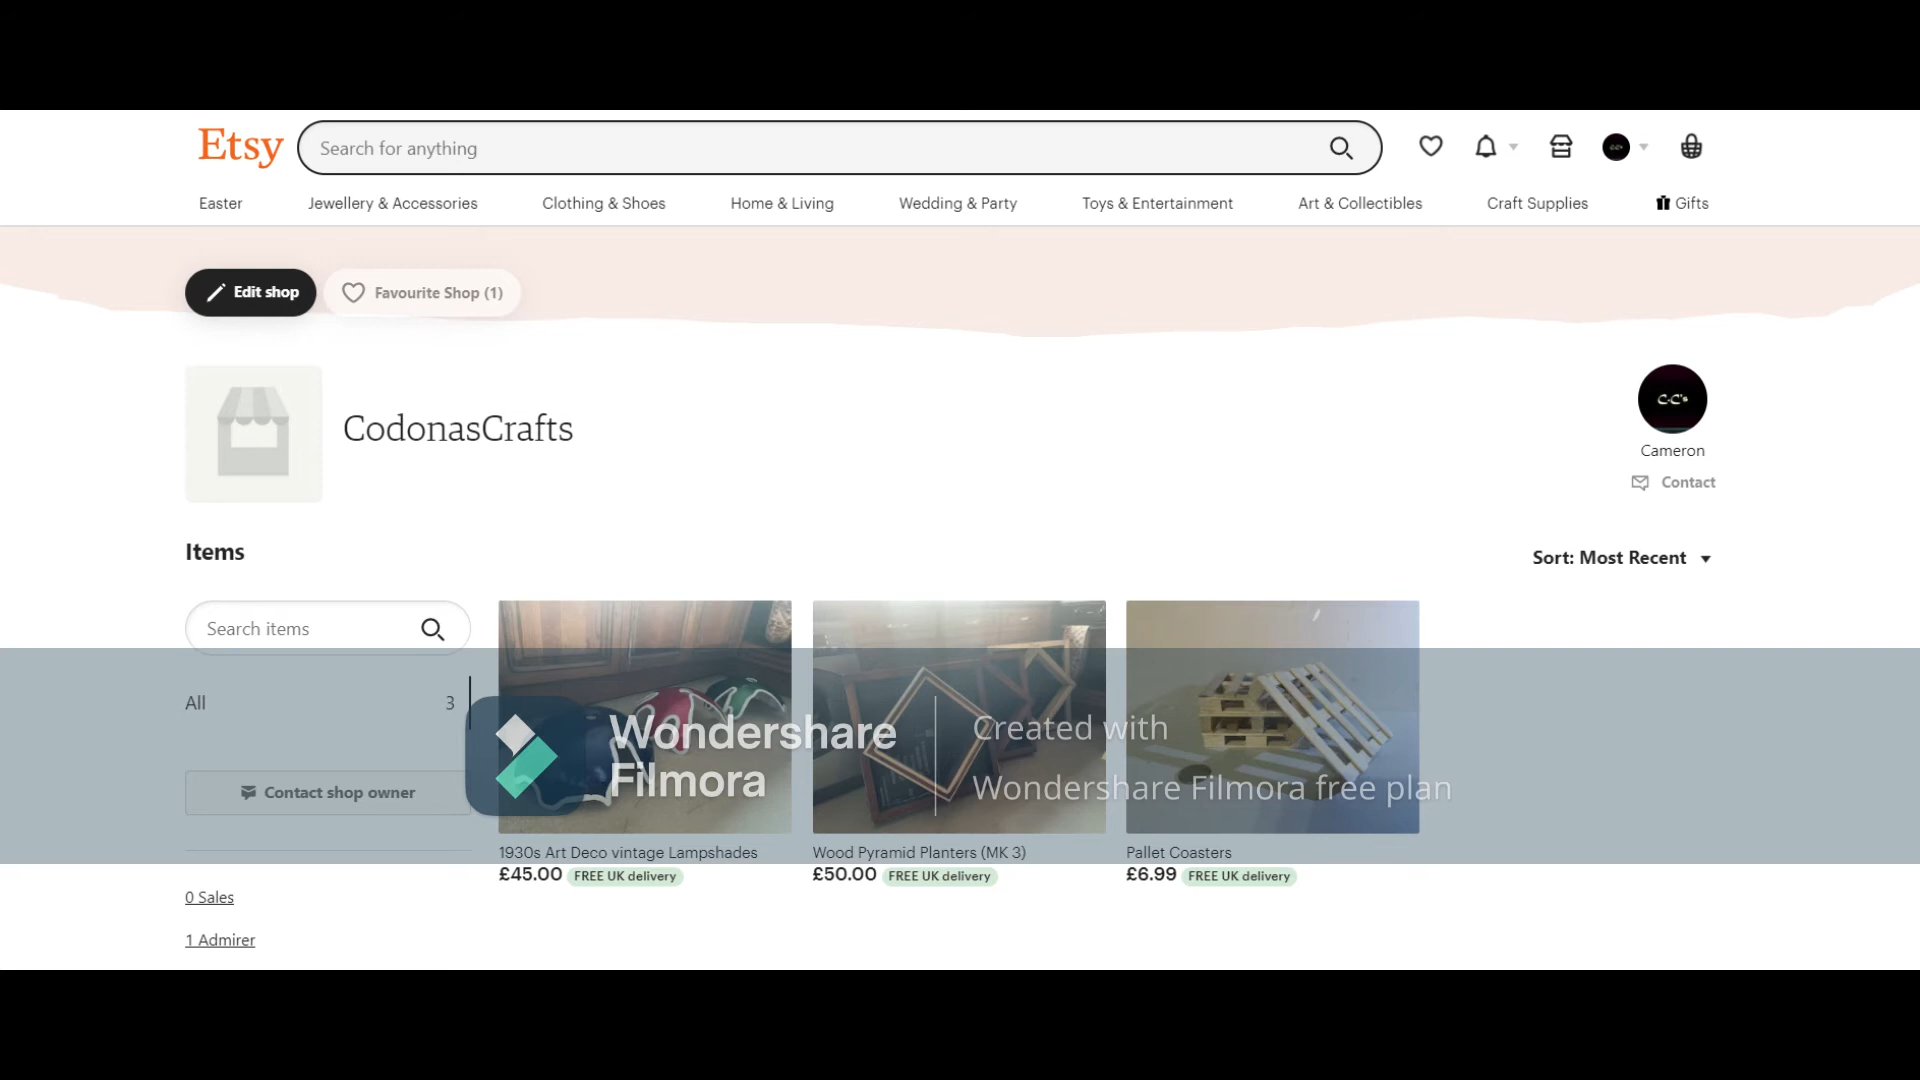 Etsy
Search for anything
Easter
Jewellery & Accessories
Clothing & Shoes
Home & Living
Wedding & Party
Toys & Entertainment
Art & Collectibles
Craft Supplies
Gifts
Edit shop
Favourite Shop (1)
CodonasCrafts
C-C's
Cameron
Contact
Items
Sort: Most Recent
Search items
All 3
Contact shop owner
Wondershare
Filmora
Created with
Wondershare Filmora free plan
1930s Art Deco vintage Lampshades
£45.00 FREE UK delivery
Wood Pyramid Planters (MK 3)
£50.00 FREE UK delivery
Pallet Coasters
£6.99 FREE UK delivery
0 Sales
1 Admirer